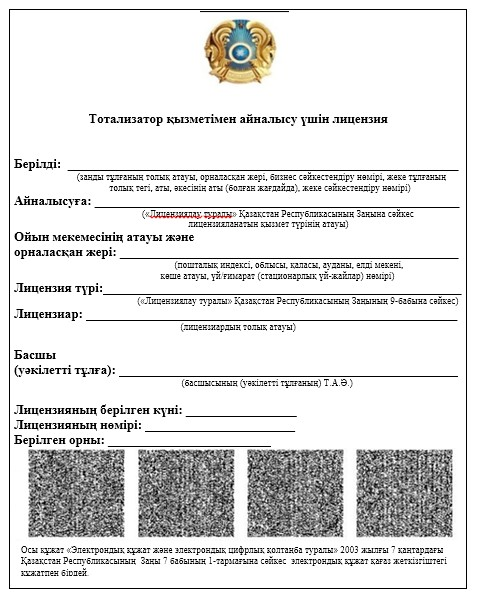 Тотализатор қызметімен айналысу үшін лицензия
Берілді:
(заңды тұлғаның толық атауы, орналасқан жері, бизнес сәйкестендіру нөмірі, жеке тұлғаның
толық тегі, аты, әкесінің аты (болған жағдайда), жеке сәйкестендіру нөмірі)
Айналысуға:
(«Лицензиялау туралы» Қазақстан Республикасының Заңына сәйкес
лицензияланатын қызмет түрінің атауы)
Ойын мекемесінің атауы және
орналасқан жері:
(пошталық индексі, облысы, қаласы, ауданы, елді мекені,
көше атауы, үй/ғимарат (стационарлық үй-жайлар) нөмірі)
Лицензия түрі:
(«Лицензиялау туралы» Қазақстан Республикасының Заңының 9-бабына сәйкес)
Лицензиар:
(лицензиардың толық атауы)
Басшы
(уәкілетті тұлға):
(басшысының (уәкілетті тұлғаның) Т.А.Ә.)
Лицензияның берілген күні:
Лицензияның нөмірі:
Берілген орны:
Осы құжат «Электрондық құжат және электрондық цифрлық қолтаңба туралы» 2003 жылғы 7 қаңтардағы
Қазақстан Республикасының Заңы 7 бабының 1-тармағына сәйкес электрондық құжат қағаз жеткізгіштегі
құжатпен бірдей.